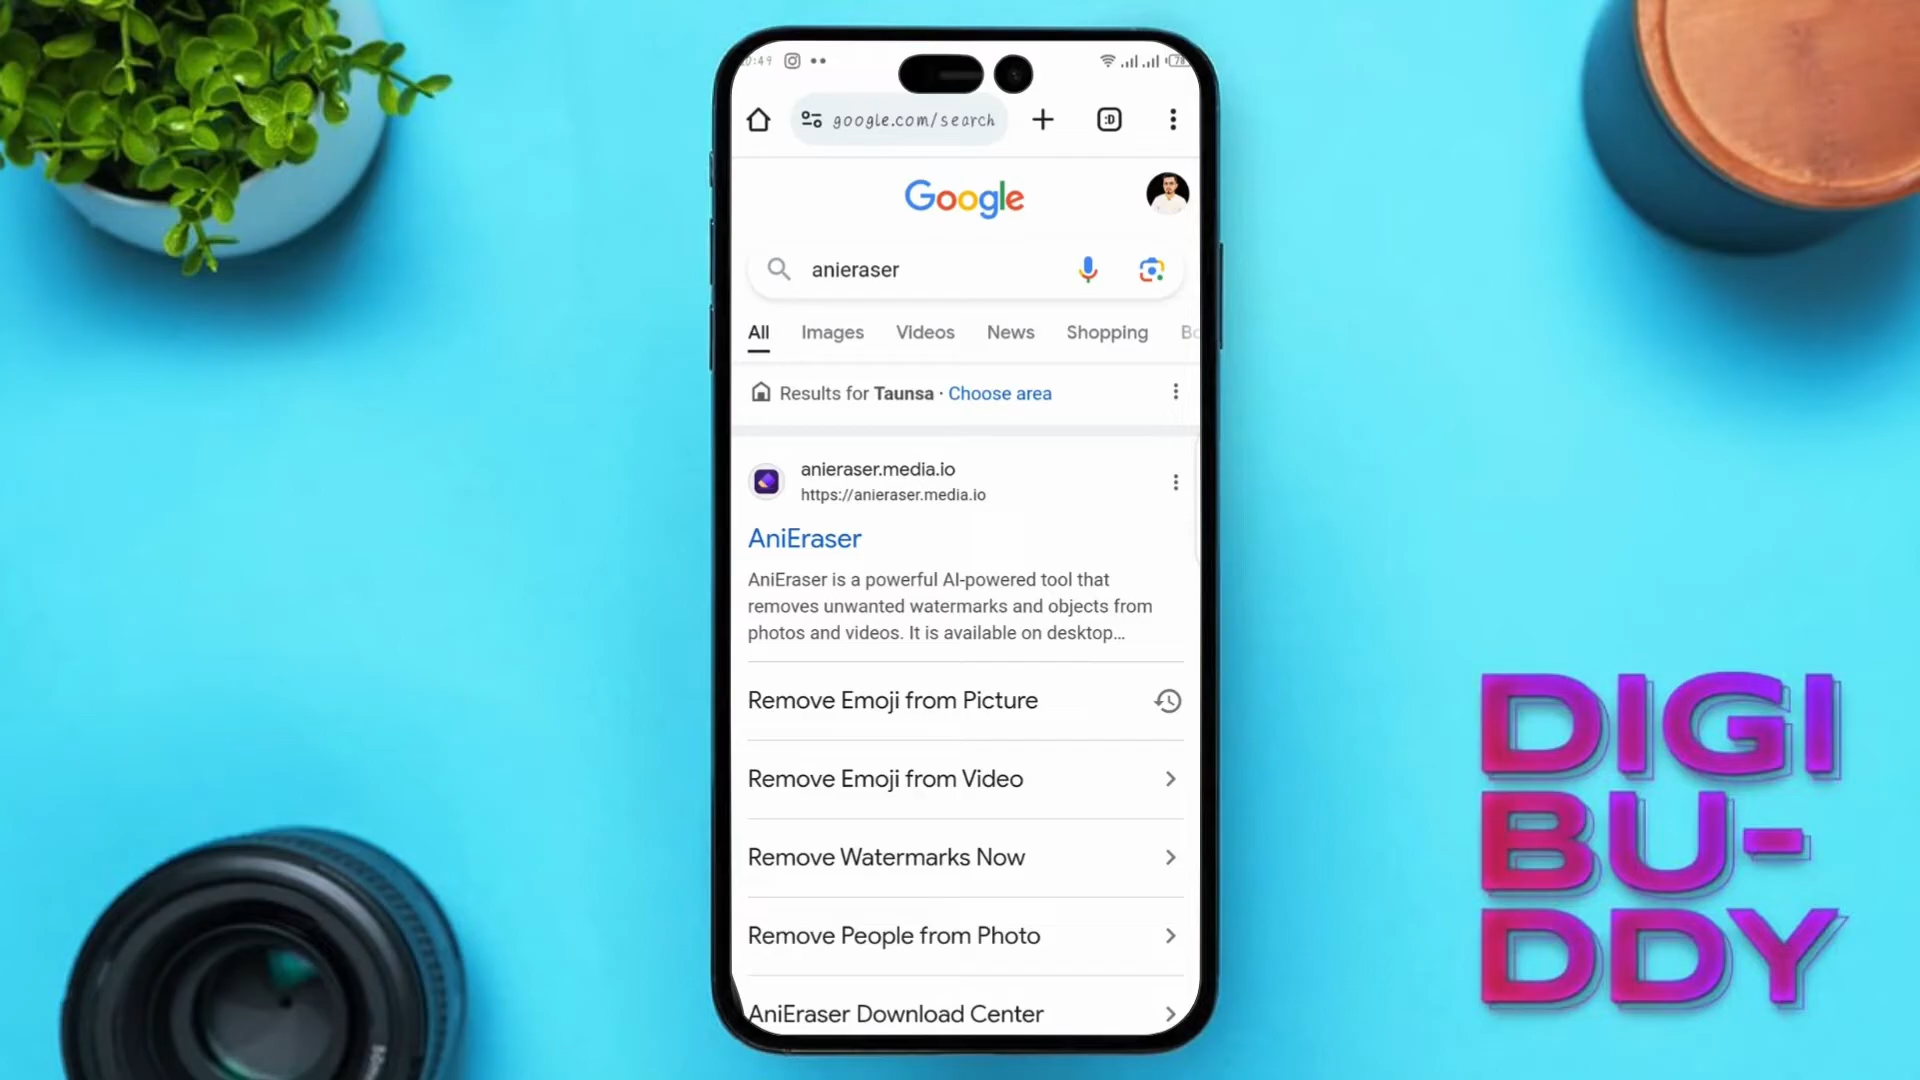 google.com/search
:D
Google
anieraser
All Images Videos News Shopping
Results for Taunsa · Choose area
anieraser.media.io
https://anieraser.media.io
AniEraser
AniEraser is a powerful AI-powered tool that
removes unwanted watermarks and objects from
photos and videos. It is available on desktop...
Remove Emoji from Picture
Remove Emoji from Video
Remove Watermarks Now
Remove People from Photo
AniEraser Download Center
DIGI
BU-
DDY